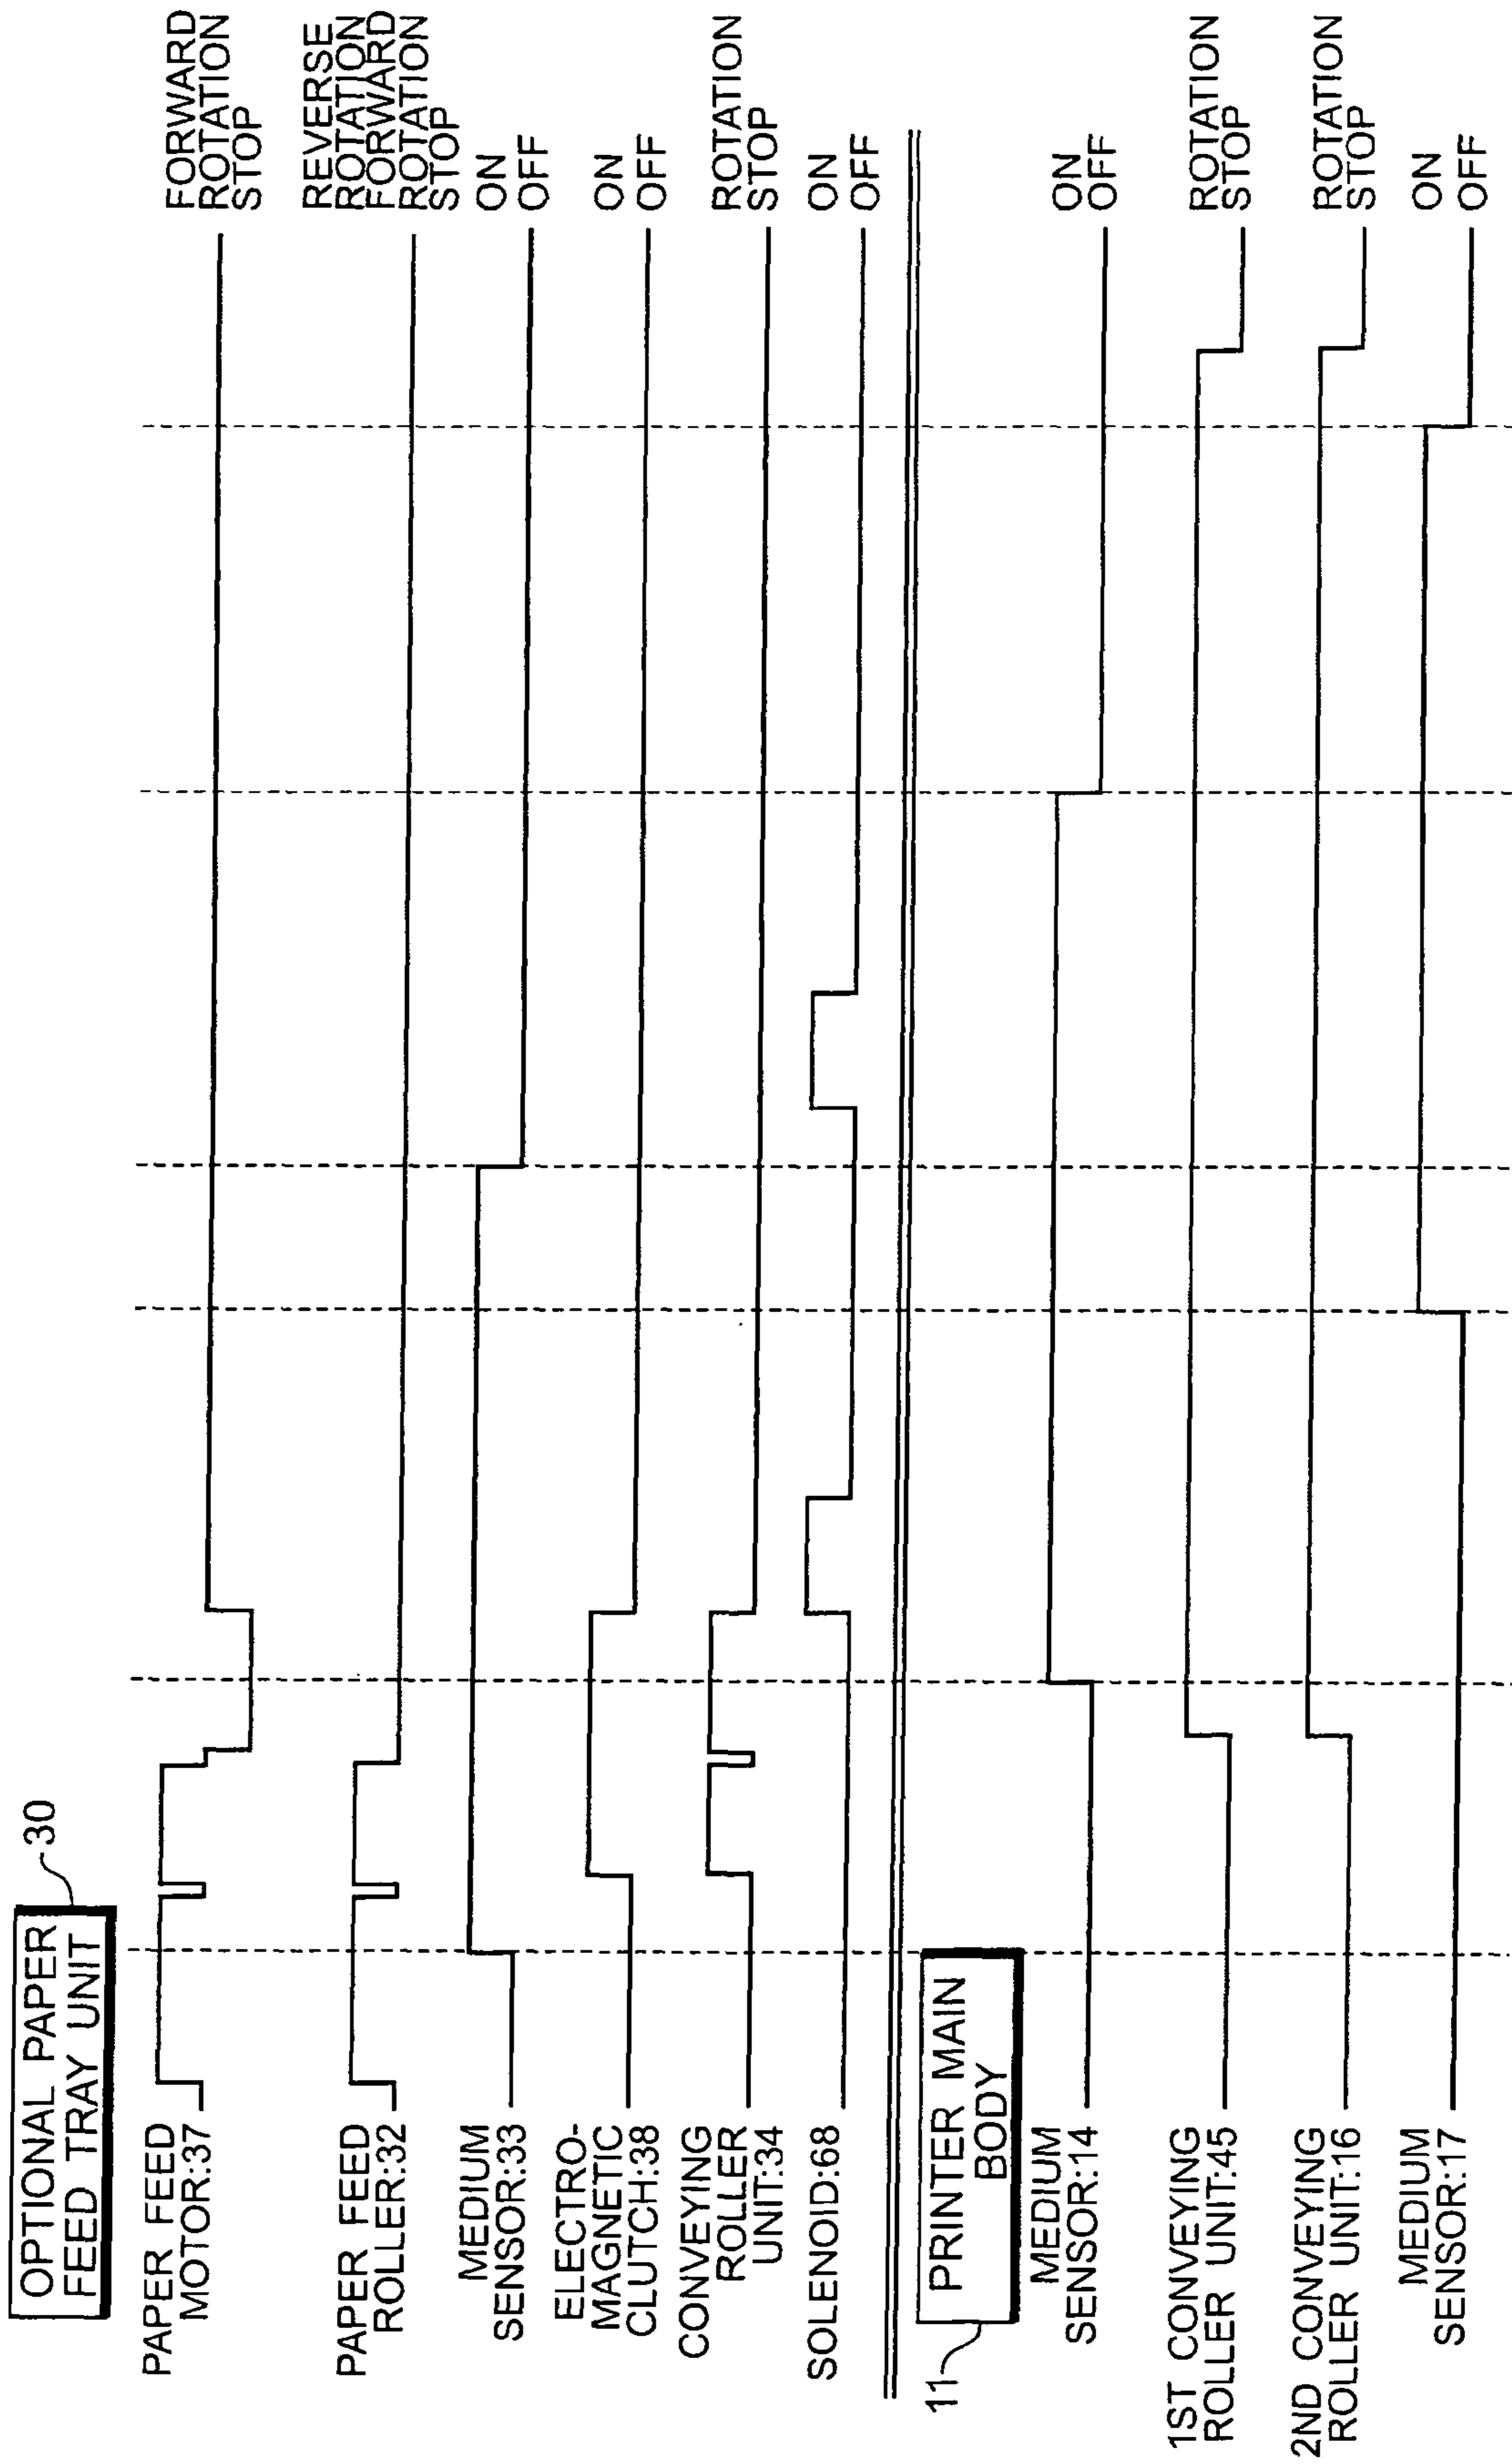 OPTIONAL PAPER
FEED TRAY UNIT
30
PAPER FEED
MOTOR:37
FORWARD
ROTATION
STOP
REVERSE
ROTATION
PAPER FEED
ROLLER:32
FORWARD
ROTATION
STOP
MEDIUM
SENSOR:33
ON
OFF
ELECTRO-
MAGNETIC
CLUTCH:38
ON
OFF
CONVEYING
ROLLER
UNIT:34
ROTATION
STOP
SOLENOID:68
ON
OFF
11
PRINTER MAIN
BODY
MEDIUM
SENSOR:14
ON
OFF
1ST CONVEYING
ROLLER UNIT:45
ROTATION
STOP
2ND CONVEYING
ROLLER UNIT:16
ROTATION
STOP
MEDIUM
SENSOR:17
ON
OFF